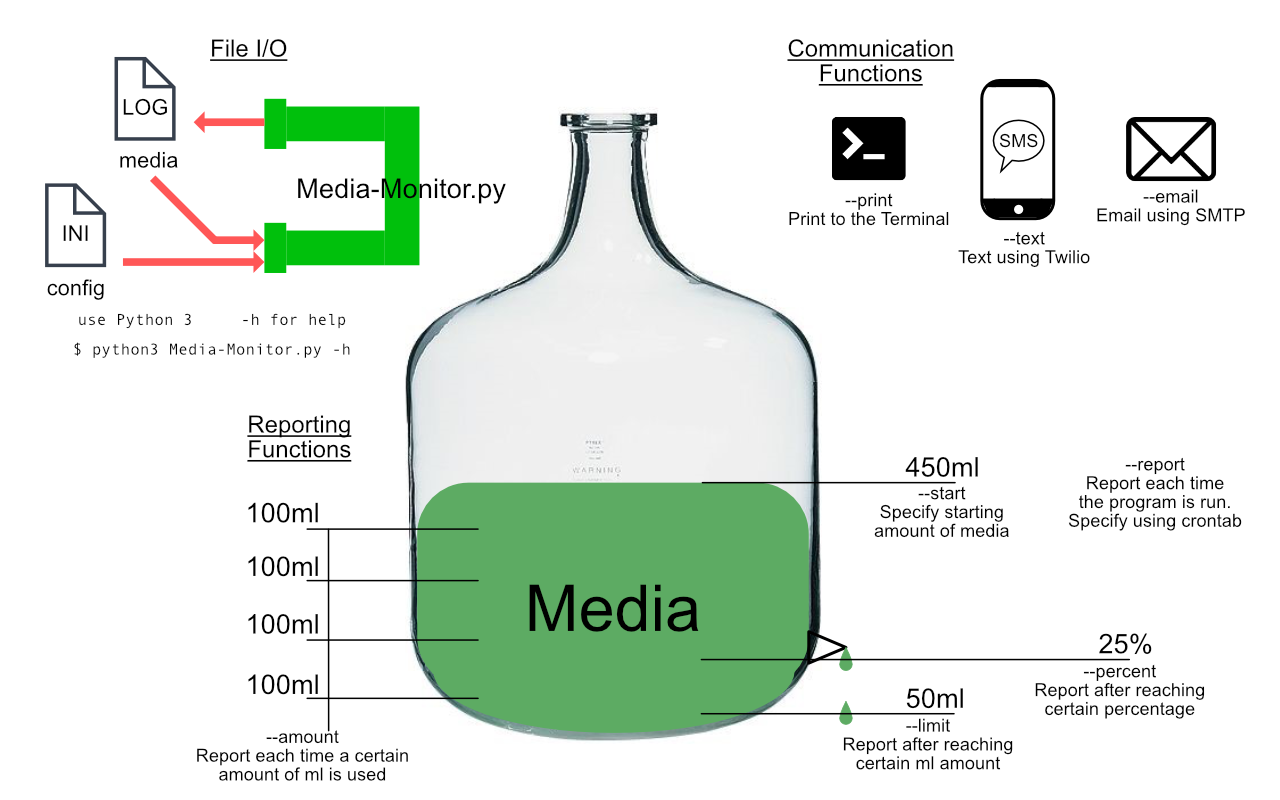 File I/O
LOG
media
INI
config
Media-Monitor.py
use Python 3 -h for help
$ python3 Media-Monitor.py -h
Communication
Functions
--print
Print to the Terminal
SMS
--text
Text using Twilio
--email
Email using SMTP
Reporting
Functions
100ml
100ml
100ml
100ml
--amount
Report each time a certain
amount of ml is used
WARNING
Media
450ml
--start
Specify starting
amount of media
--report
Report each time
the program is run.
Specify using crontab
25%
--percent
Report after reaching
certain percentage
50ml
--limit
Report after reaching
certain ml amount